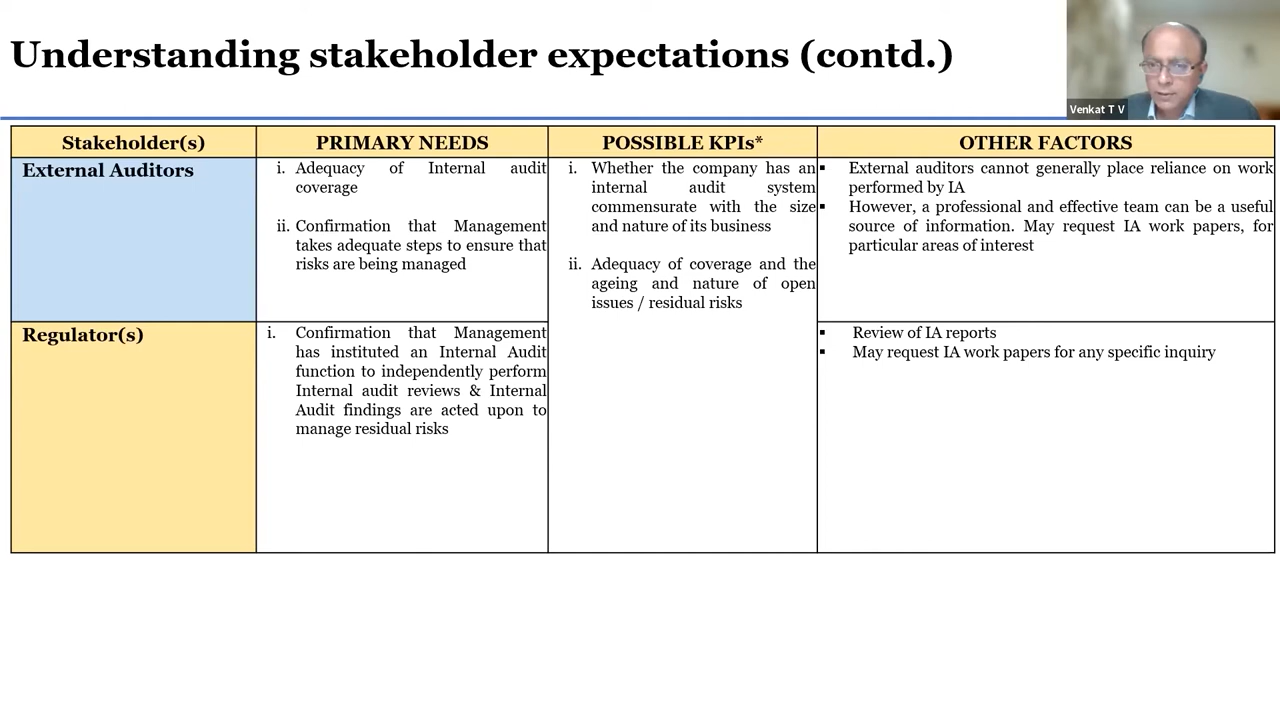 Understanding stakeholder expectations (contd.)
Venkat T V
Stakeholder(s)
PRIMARY NEEDS
POSSIBLE KPIs*
OTHER FACTORS
External Auditors
i. Adequacy of Internal audit
coverage
ii. Confirmation that Management
takes adequate steps to ensure that
risks are being managed
i. Whether the company has an
internal audit system
commensurate with the size
and nature of its business
ii. Adequacy of coverage and the
ageing and nature of open
issues / residual risks
▪ External auditors cannot generally place reliance on work
performed by IA
▪ However, a professional and effective team can be a useful
source of information. May request IA work papers, for
particular areas of interest
Regulator(s)
i. Confirmation that Management
has instituted an Internal Audit
function to independently perform
Internal audit reviews & Internal
Audit findings are acted upon to
manage residual risks
▪ Review of IA reports
▪ May request IA work papers for any specific inquiry